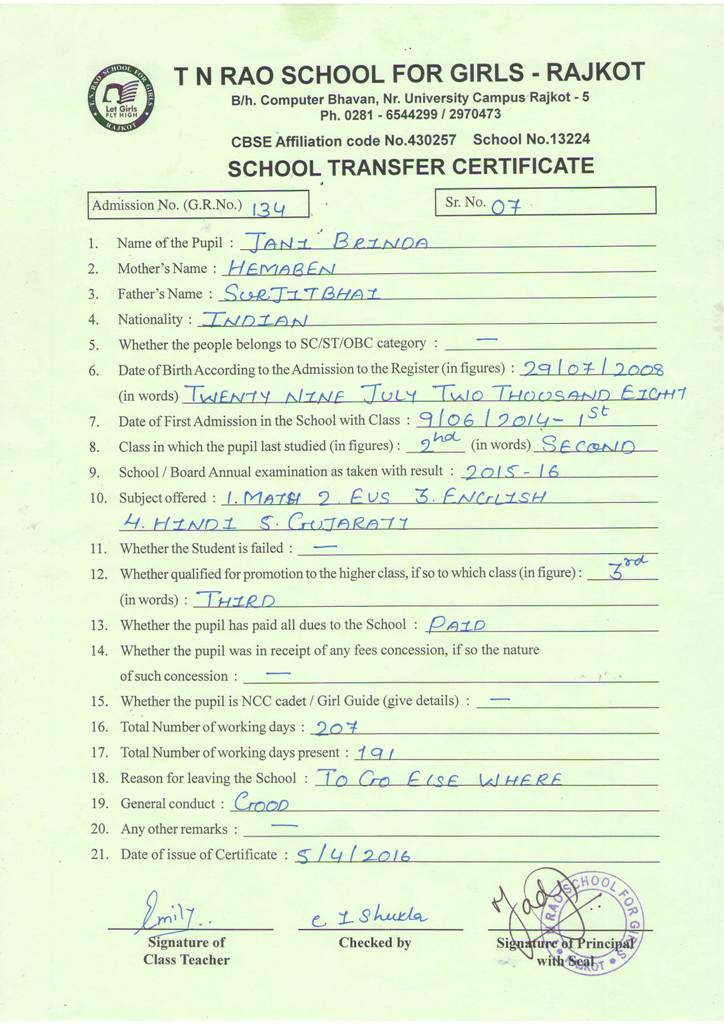 T. N. RAO SCHOOL FOR GIRLS
Let Girls
FLY HIGH
RAJKOT
T N RAO SCHOOL FOR GIRLS - RAJKOT
B/h. Computer Bhavan, Nr. University Campus Rajkot - 5
Ph. 0281 - 6544299 / 2970473
CBSE Affiliation code No.430257 School No.13224
SCHOOL TRANSFER CERTIFICATE
Admission No. (G.R.No.) 134 Sr. No. 07
1. Name of the Pupil : JANI BRINDA
2. Mother's Name : HEMABEN
3. Father's Name : SURJITBHAI
4. Nationality : INDIAN
5. Whether the people belongs to SC/ST/OBC category : —
6. Date of Birth According to the Admission to the Register (in figures) : 29/07/2008
(in words) TWENTY NINE JULY TWO THOUSAND EIGHT
7. Date of First Admission in the School with Class : 9/06/2014- 1st
8. Class in which the pupil last studied (in figures) : 2nd (in words) SECOND
9. School / Board Annual examination as taken with result : 2015-16
10. Subject offered : 1. MATH 2. EVS 3. ENGLISH
4. HINDI 5. GUJARATI
11. Whether the Student is failed : —
12. Whether qualified for promotion to the higher class, if so to which class (in figure) : 3rd
(in words) : THIRD
13. Whether the pupil has paid all dues to the School : PAID
14. Whether the pupil was in receipt of any fees concession, if so the nature
of such concession : —
15. Whether the pupil is NCC cadet / Girl Guide (give details) : —
16. Total Number of working days : 207
17. Total Number of working days present : 191
18. Reason for leaving the School : TO GO ELSE WHERE
19. General conduct : GOOD
20. Any other remarks : —
21. Date of issue of Certificate : 5/4/2016
Emily..
Shukla
Signature of
Class Teacher
Checked by
Signature of Principal
with Seal
RAO SCHOOL FOR GIRLS
RAJKOT